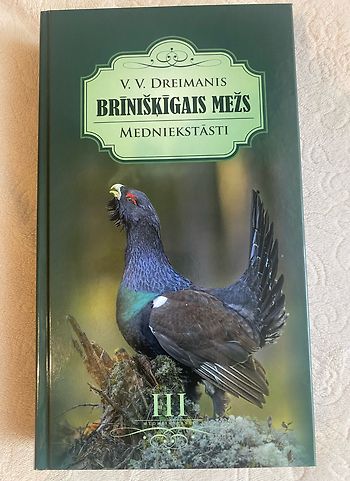 V. V. Dreimanis
BRĪNIŠĶĪGAIS MEŽS
Medniekstāsti
III